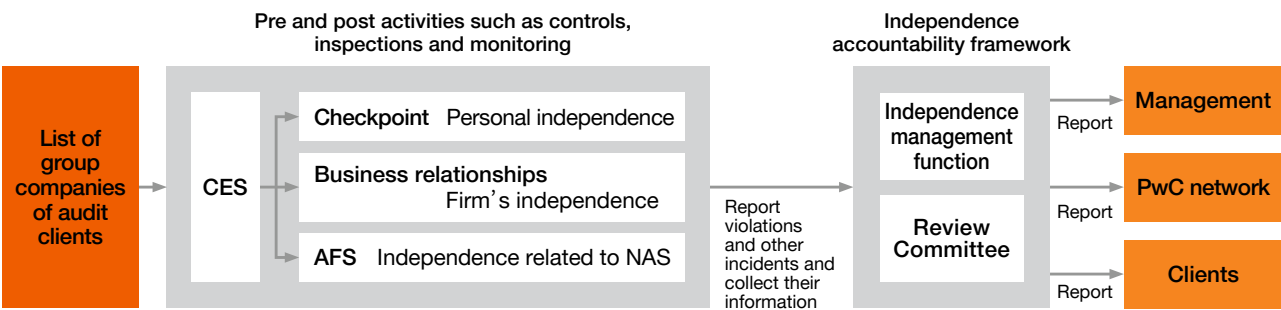 Pre and post activities such as controls,
inspections and monitoring
Independence
accountability framework
List of
group
companies
of audit
clients
CES
Checkpoint Personal independence
Business relationships
Firm's independence
AFS Independence related to NAS
Report
violations
and other
incidents and
collect their
information
Independence
management
function
Review
Committee
Report
Management
Report
PwC network
Report
Clients